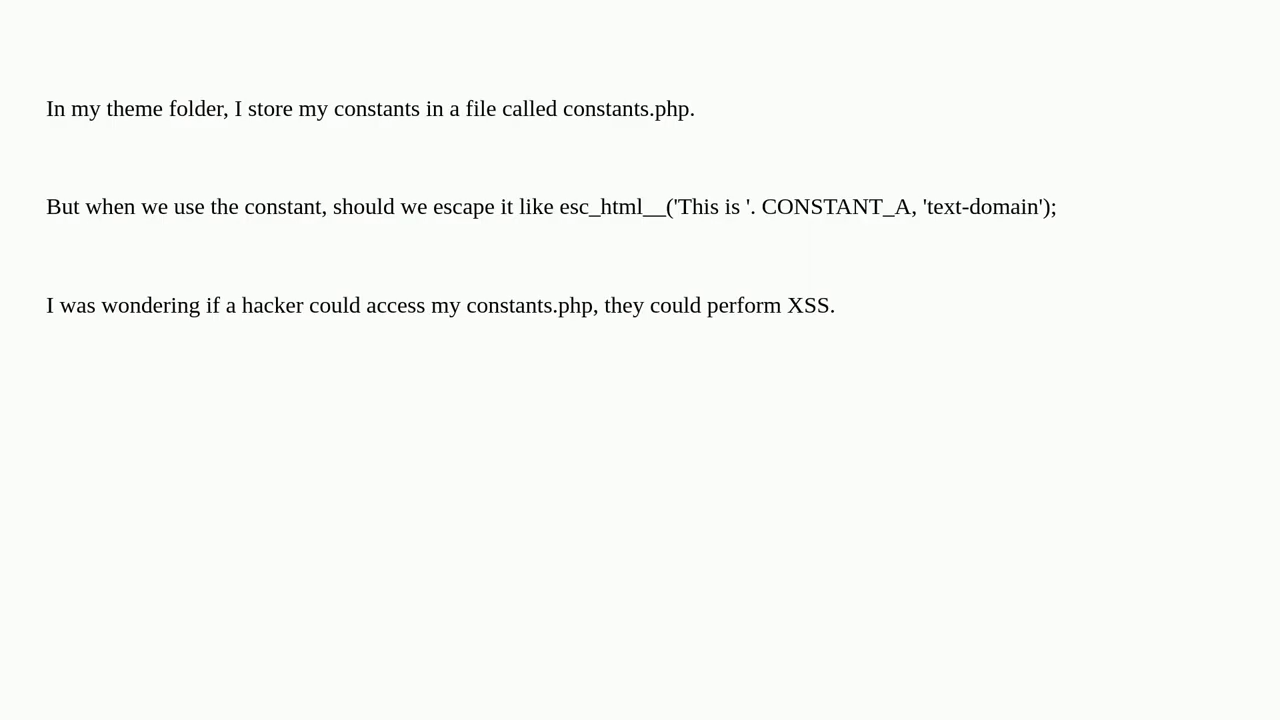 In my theme folder, I store my constants in a file called constants.php.
But when we use the constant, should we escape it like esc_html__('This is '. CONSTANT_A, 'text-domain');
I was wondering if a hacker could access my constants.php, they could perform XSS.